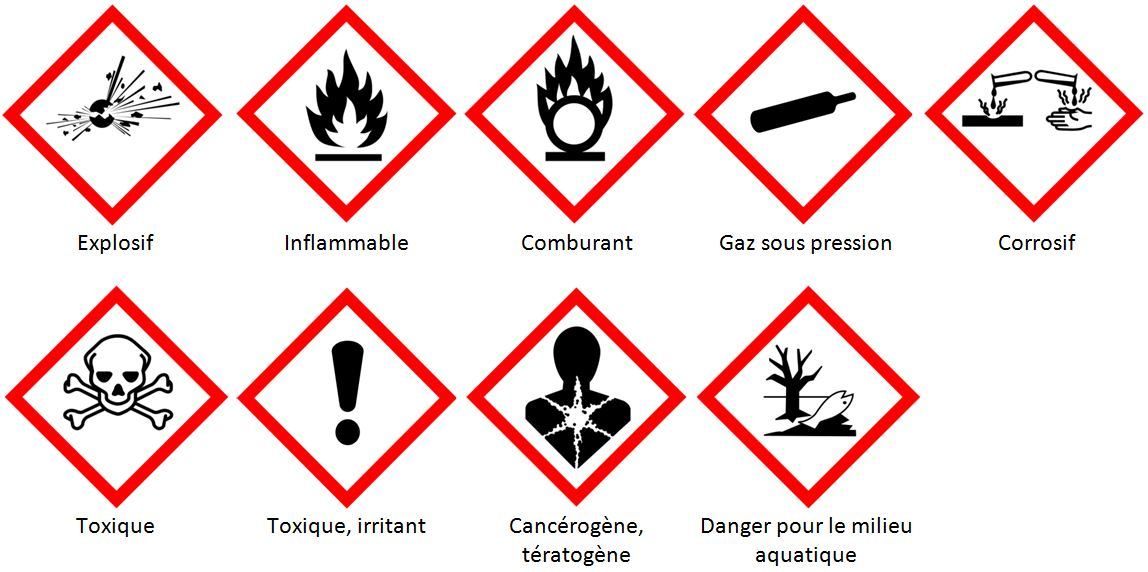 Explosif
Inflammable
Comburant
Gaz sous pression
Corrosif
Toxique
Toxique, irritant
Cancérogène,
tératogène
Danger pour le milieu
aquatique